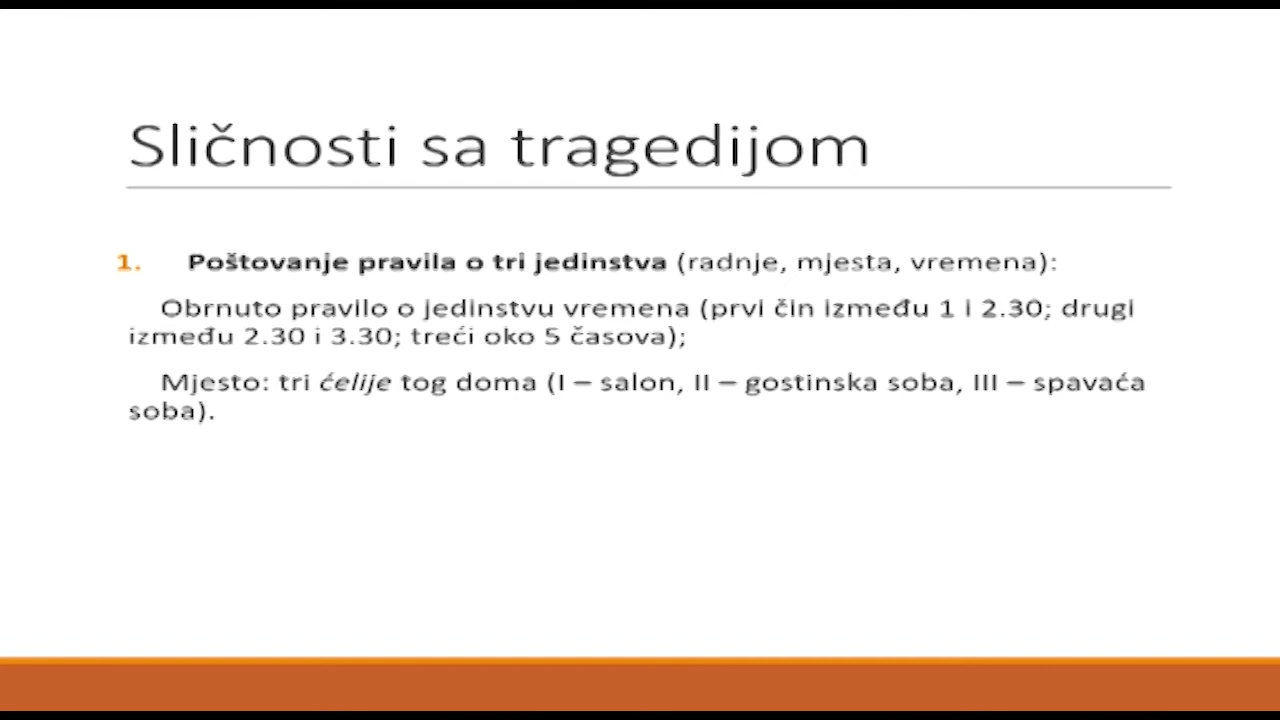 Sličnosti sa tragedijom
1. Poštovanje pravila o tri jedinstva (radnje, mjesta, vremena):
Obrnuto pravilo o jedinstvu vremena (prvi čin između 1 i 2.30; drugi
između 2.30 i 3.30; treći oko 5 časova);
Mjesto: tri ćelije tog doma (I – salon, II – gostinska soba, III – spavaća
soba).